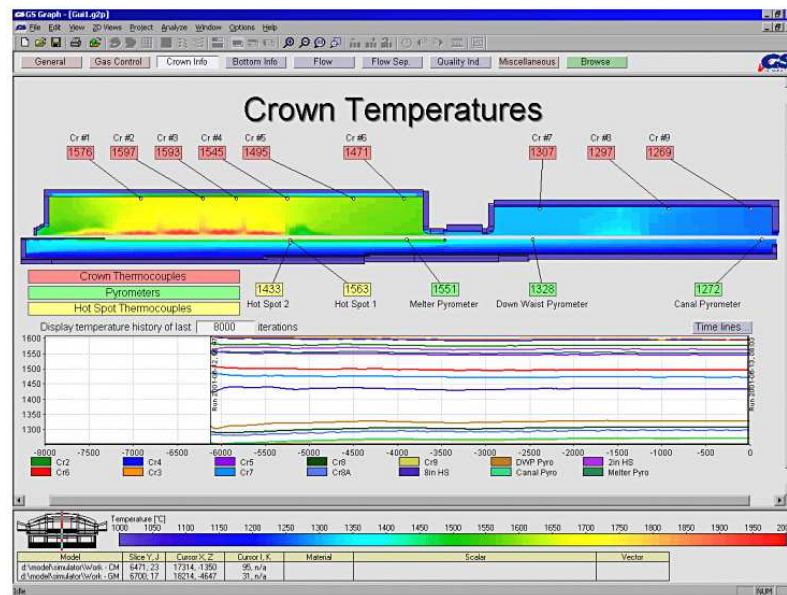 GS Graph - [Gui1.g2p]
File Edit View 2D Views Project Analyze Window Options Help
General Gas Control Crown Info Bottom Info Flow Flow Sep. Quality Ind. Miscellaneous Browse
Crown Temperatures
Cr #1 Cr #2 Cr #3 Cr #4 Cr #5 Cr #6 Cr #7 Cr #8 Cr #9
1576 1597 1593 1545 1495 1471 1307 1297 1269
Crown Thermocouples
Pyrometers
Hot Spot Thermocouples
1433 1563 1551 1328 1272
Hot Spot 2 Hot Spot 1 Melter Pyrometer Down Waist Pyrometer Canal Pyrometer
Display temperature history of last 8000 iterations
Time lines...
1600
1550
1500
1450
1400
1350
1300
-8000 -7500 -7000 -6500 -6000 -5500 -5000 -4500 -4000 -3500 -3000 -2500 -2000 -1500 -1000 -500 0
Cr2 Cr4 Cr5 Cr8 Cr9 DWP Pyro 2in HS
Cr6 Cr3 Cr7 Cr8A 8in HS Canal Pyro Melter Pyro
Temperature [°C]
1000 1050 1100 1150 1200 1250 1300 1350 1400 1450 1500 1550 1600 1650 1700 1750 1800 1850 1900 1950 200
Model Slice Y, J Cursor X, Z Cursor I, K Material Scalar Vector
d:\model\simulator\Work - CM 6471, 23 17314, -1350 95, n/a
d:\model\simulator\Work - GM 6700, 17 18214, -4647 31, n/a
Idle NUM